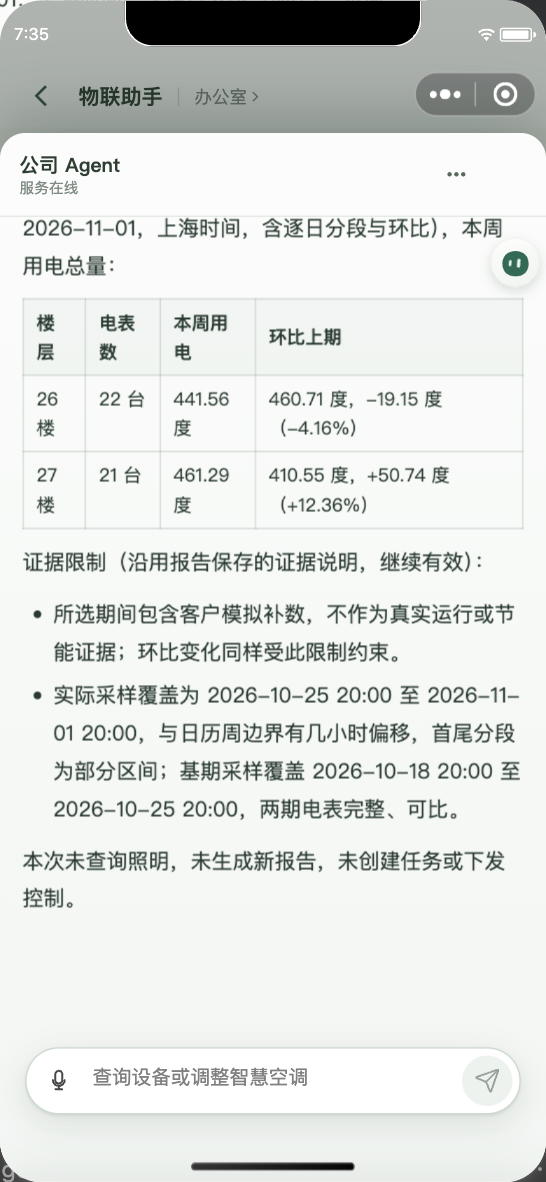 7:35
物联助手
办公室 >
公司 Agent
服务在线
2026-11-01，上海时间，含逐日分段与环比），本周
用电总量：
楼层 电表数 本周用电 环比上期
26楼 22 台 441.56 度 460.71 度，-19.15 度（-4.16%）
27楼 21 台 461.29 度 410.55 度，+50.74 度（+12.36%）
证据限制（沿用报告保存的证据说明，继续有效）：
• 所选期间包含客户模拟补数，不作为真实运行或节
能证据；环比变化同样受此限制约束。
• 实际采样覆盖为 2026-10-25 20:00 至 2026-11-
01 20:00，与日历周边界有几小时偏移，首尾分段
为部分区间；基期采样覆盖 2026-10-18 20:00 至
2026-10-25 20:00，两期电表完整、可比。
本次未查询照明，未生成新报告，未创建任务或下发
控制。
查询设备或调整智慧空调